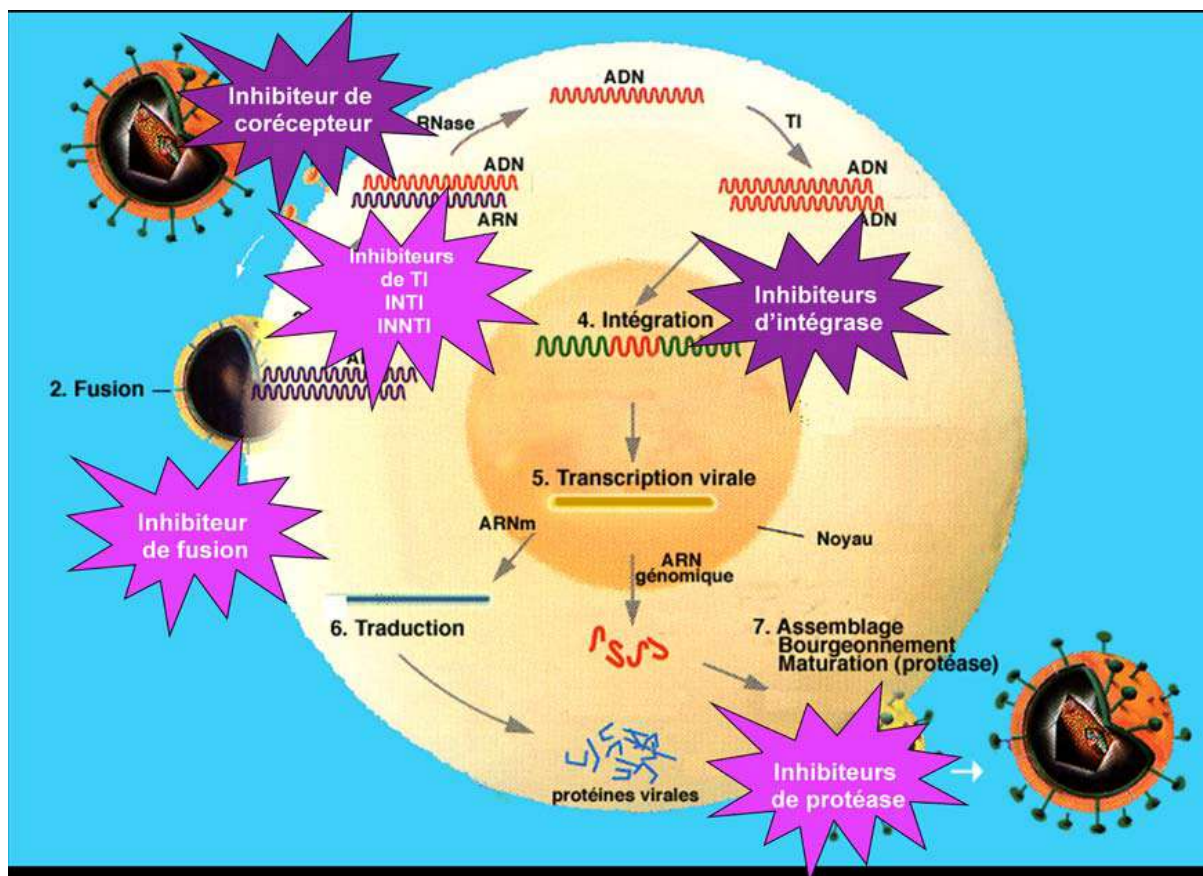 Inhibiteur de
corécepteur
RNase
ADN
TI
ADN
ARN
ADN
ADN
Inhibiteurs
de TI
INTI
INNTI
Inhibiteurs
d'intégrase
4. Intégration
2. Fusion
Inhibiteur
de fusion
5. Transcription virale
ARNm
Noyau
ARN
génomique
6. Traduction
7. Assemblage
Bourgeonnement
Maturation (protéase)
protéines virales
Inhibiteurs
de protéase